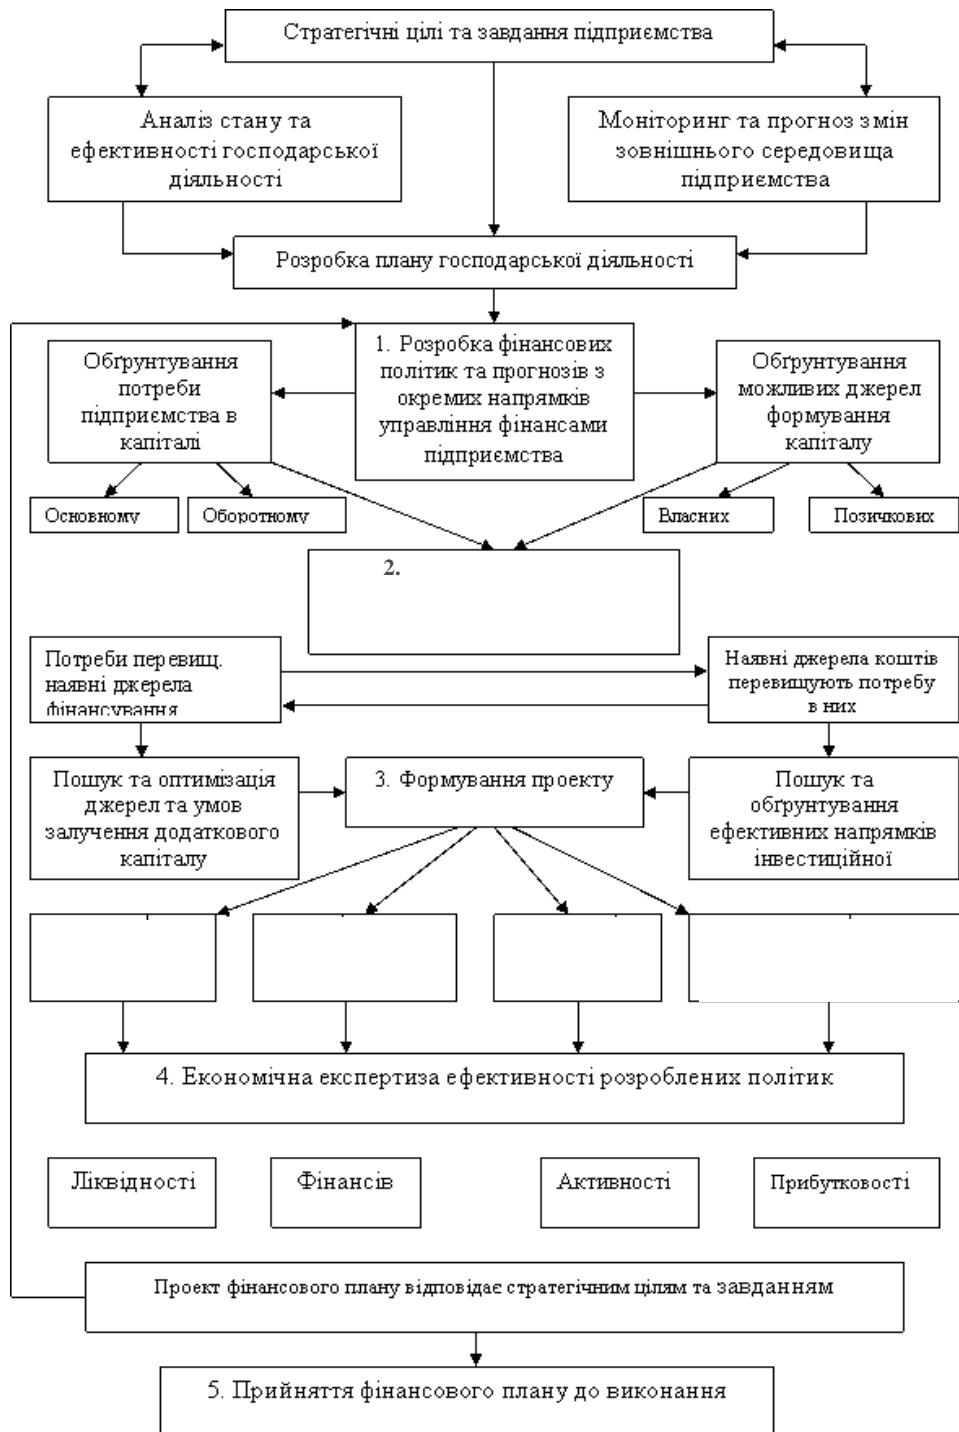 Стратегічні цілі та завдання підприємства
Аналіз стану та
ефективності господарської
діяльності
Моніторинг та прогноз змін
зовнішнього середовища
підприємства
Розробка плану господарської діяльності
1. Розробка фінансових
політик та прогнозів з
окремих напрямків
управління фінансами
підприємства
Обґрунтування
потреби
підприємства в
капіталі
Обґрунтування
можливих джерел
формування
капіталу
Основному
Оборотному
Власних
Позичкових
2.
Потреби перевищ.
наявні джерела
фінансування
Наявні джерела коштів
перевищують потребу
в них
Пошук та оптимізація
джерел та умов
залучення додаткового
капіталу
3. Формування проекту
Пошук та
обґрунтування
ефективних напрямків
інвестиційної
4. Економічна експертиза ефективності розроблених політик
Ліквідності
Фінансів
Активності
Прибутковості
Проект фінансового плану відповідає стратегічним цілям та завданням
5. Прийняття фінансового плану до виконання